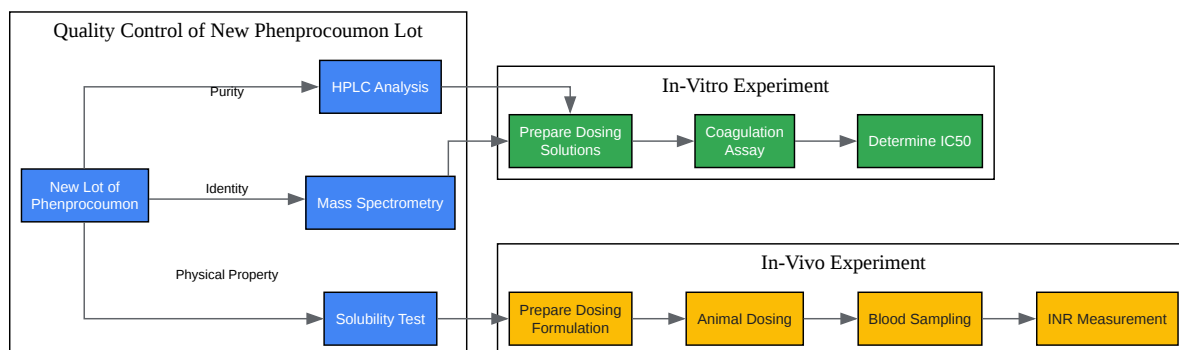 Quality Control of New Phenprocoumon Lot
HPLC Analysis
Purity
New Lot of
Phenprocoumon
Identity
Mass Spectrometry
Physical Property
Solubility Test
In-Vitro Experiment
Prepare Dosing
Solutions
Coagulation
Assay
Determine IC50
In-Vivo Experiment
Prepare Dosing
Formulation
Animal Dosing
Blood Sampling
INR Measurement